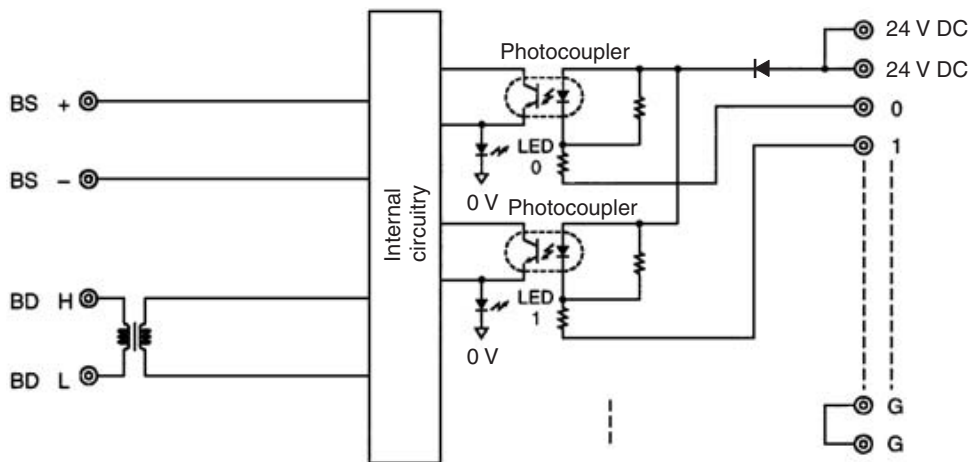 24 V DC
Photocoupler
24 V DC
BS +
0
LED
0
1
BS –
0 V
Photocoupler
Internal
circuitry
BD H
LED
1
0 V
BD L
G
G